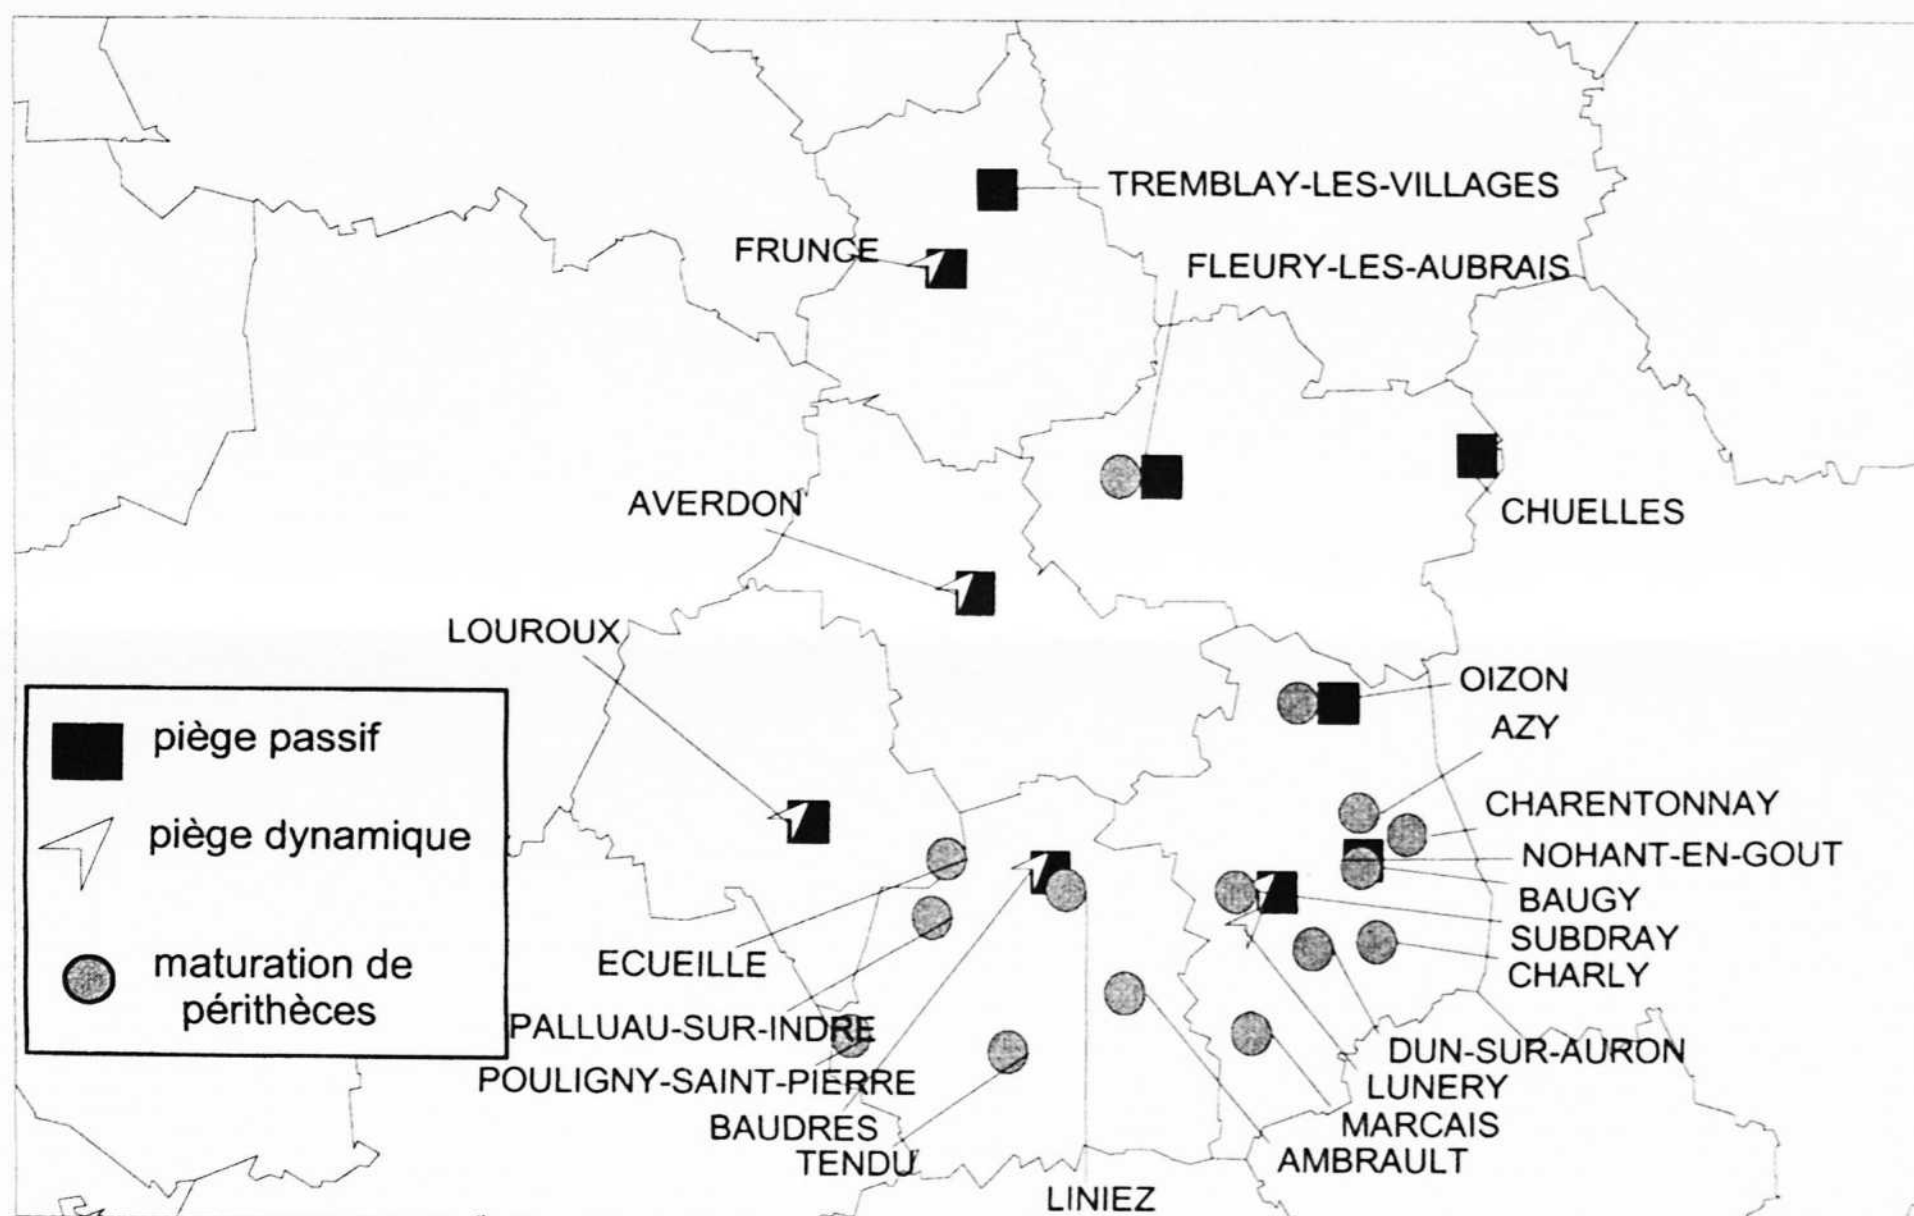 TREMBLAY-LES-VILLAGES
FRUNCE
FLEURY-LES-AUBRAIS
AVERDON
CHUELLES
LOUROUX
OIZON
AZY
CHARENTONNAY
NOHANT-EN-GOUT
BAUGY
SUBDRAY
CHARLY
ECUEILLE
PALLUAU-SUR-INDRE
POULIGNY-SAINT-PIERRE
BAUDRES
TENDU
LINIEZ
DUN-SUR-AURON
LUNERY
MARCAIS
AMBRAULT
piège passif
piège dynamique
maturation de
périthèces